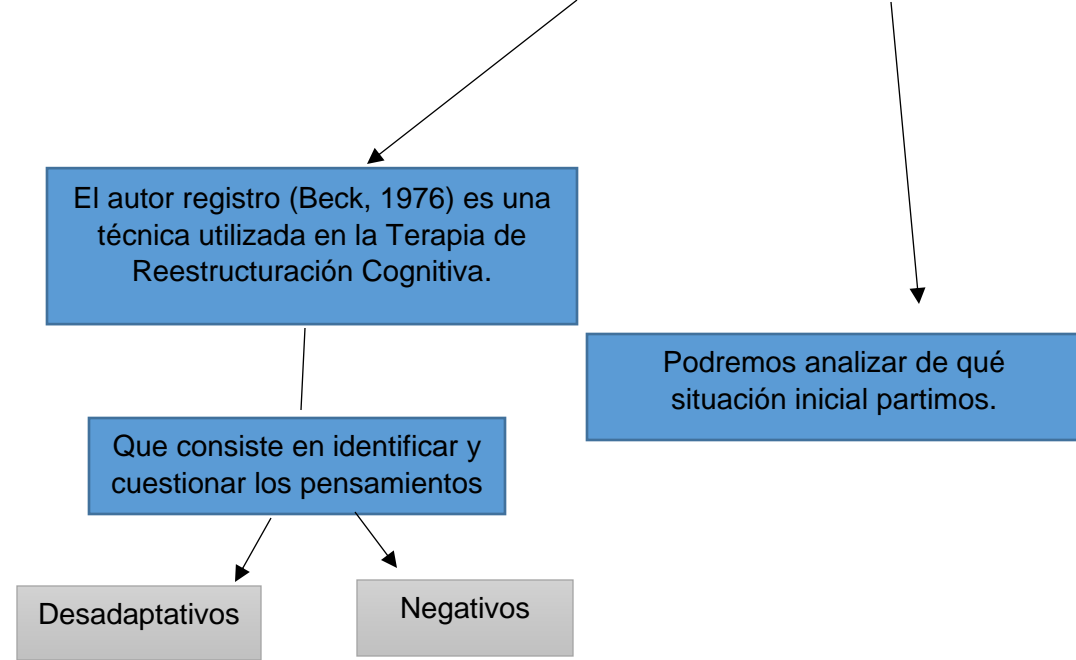 El autor registro (Beck, 1976) es una
técnica utilizada en la Terapia de
Reestructuración Cognitiva.
Podremos analizar de qué
situación inicial partimos.
Que consiste en identificar y
cuestionar los pensamientos
Desadaptativos
Negativos